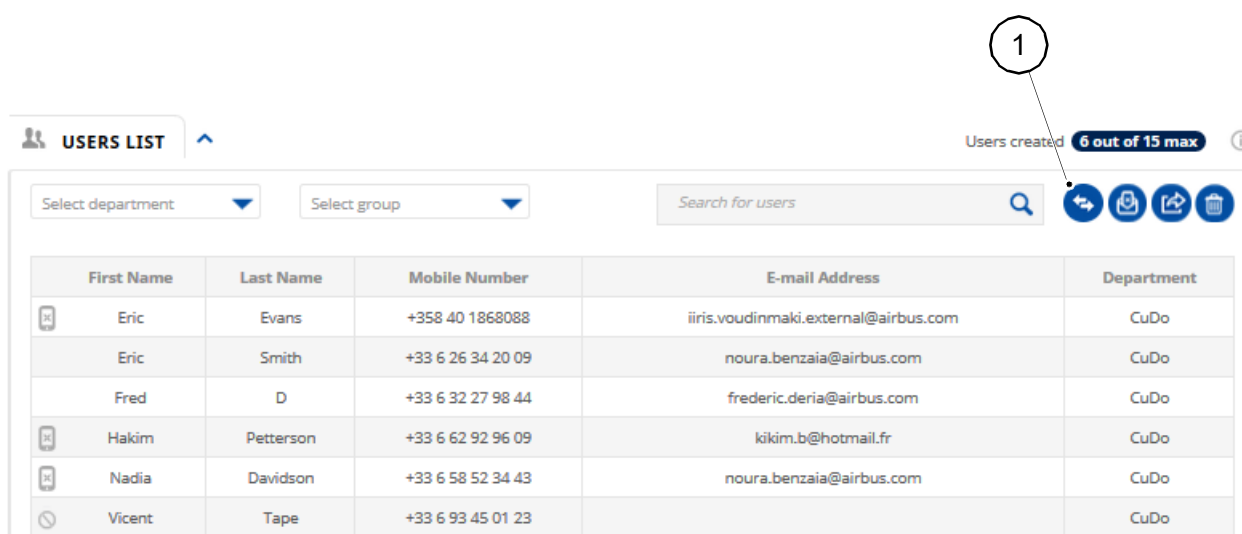 1
USERS LIST
Users created 6 out of 15 max
Select department Select group Search for users
First Name Last Name Mobile Number E-mail Address Department
Eric Evans +358 40 1868088 iiris.voudinmaki.external@airbus.com CuDo
Eric Smith +33 6 26 34 20 09 noura.benzaia@airbus.com CuDo
Fred D +33 6 32 27 98 44 frederic.deria@airbus.com CuDo
Hakim Petterson +33 6 62 92 96 09 kikim.b@hotmail.fr CuDo
Nadia Davidson +33 6 58 52 34 43 noura.benzaia@airbus.com CuDo
Vicent Tape +33 6 93 45 01 23 CuDo